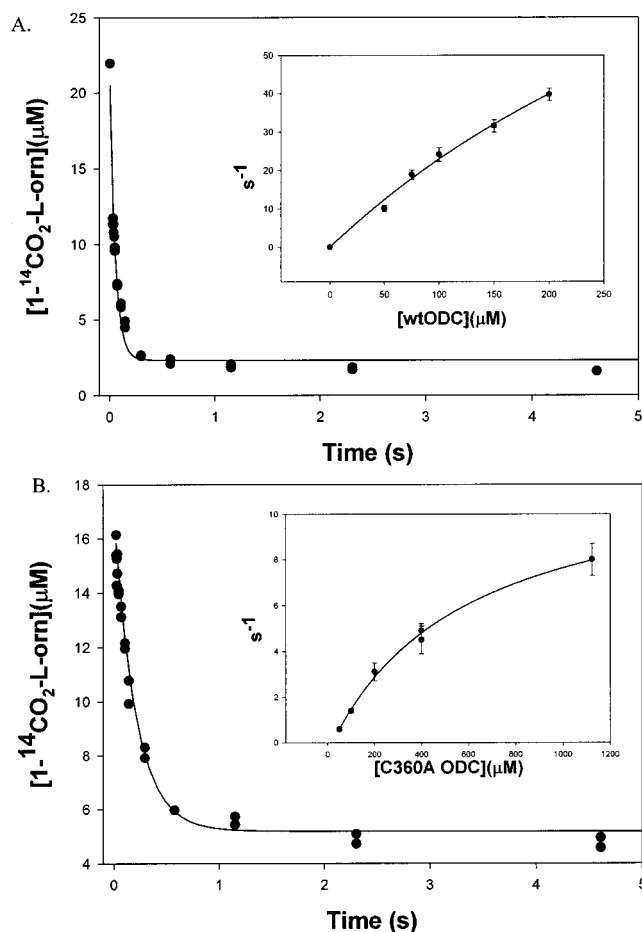 A.
25
20
15
10
5
0
[1-¹⁴CO₂-L-orn](µM)
0 1 2 3 4 5
Time (s)
50
40
30
20
10
0
s⁻¹
0 50 100 150 200 250
[wtODC](µM)
B.
18
16
14
12
10
8
6
4
[1-¹⁴CO₂-L-orn](µM)
0 1 2 3 4 5
Time (s)
8
6
4
2
0
s⁻¹
0 200 400 600 800 1000 1200
[C360A ODC](µM)